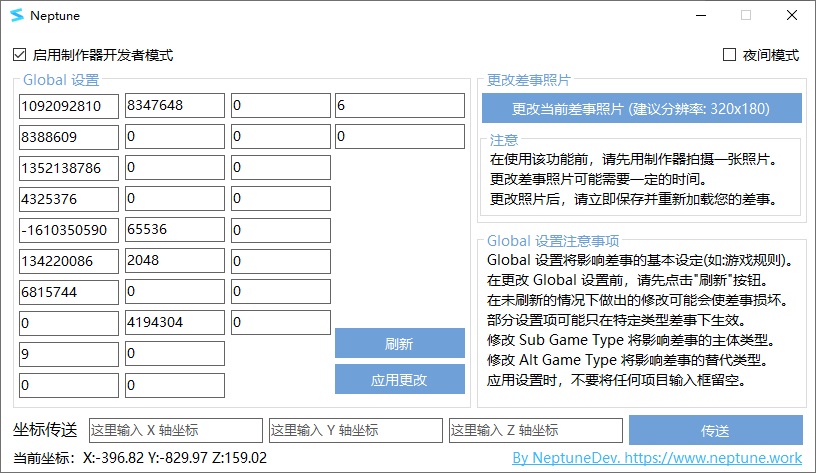 Neptune
启用制作器开发者模式
夜间模式
Global 设置
1092092810 8347648 0 6
8388609 0 0 0
1352138786 0 0
4325376 0 0
-1610350590 65536 0
134220086 2048 0
6815744 0 0
0 4194304 0
9 0
0 0
刷新
应用更改
更改差事照片
更改当前差事照片 (建议分辨率: 320x180)
注意
在使用该功能前，请先用制作器拍摄一张照片。
更改差事照片可能需要一定的时间。
更改照片后，请立即保存并重新加载您的差事。
Global 设置注意事项
Global 设置将影响差事的基本设定(如:游戏规则)。
在更改 Global 设置前，请先点击"刷新"按钮。
在未刷新的情况下做出的修改可能会使差事损坏。
部分设置项可能只在特定类型差事下生效。
修改 Sub Game Type 将影响差事的主体类型。
修改 Alt Game Type 将影响差事的替代类型。
应用设置时，不要将任何项目输入框留空。
坐标传送 这里输入 X 轴坐标 这里输入 Y 轴坐标 这里输入 Z 轴坐标 传送
当前坐标：X:-396.82 Y:-829.97 Z:159.02
By NeptuneDev. https://www.neptune.work